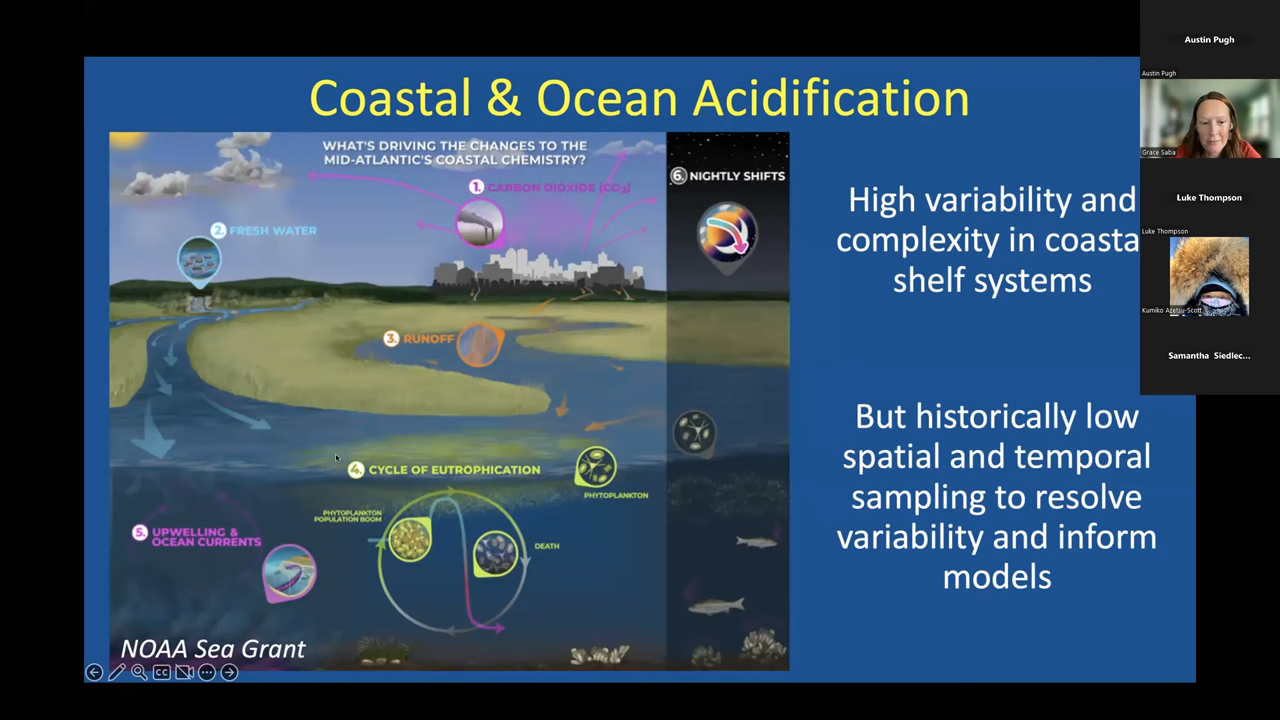 Coastal & Ocean Acidification
WHAT'S DRIVING THE CHANGES TO THE
MID-ATLANTIC'S COASTAL CHEMISTRY?
1. CARBON DIOXIDE (CO2)
2. FRESH WATER
3. RUNOFF
4. CYCLE OF EUTROPHICATION
PHYTOPLANKTON
PHYTOPLANKTON
POPULATION BOOM
DEATH
5. UPWELLING &
OCEAN CURRENTS
6. NIGHTLY SHIFTS
NOAA Sea Grant
High variability and
complexity in coasta
shelf systems
But historically low
spatial and temporal
sampling to resolve
variability and inform
models
CC
Austin Pugh
Austin Pugh
Grace Saba
Luke Thompson
Luke Thompson
Kumiko Azetsu-Scott
Samantha Siedlec...